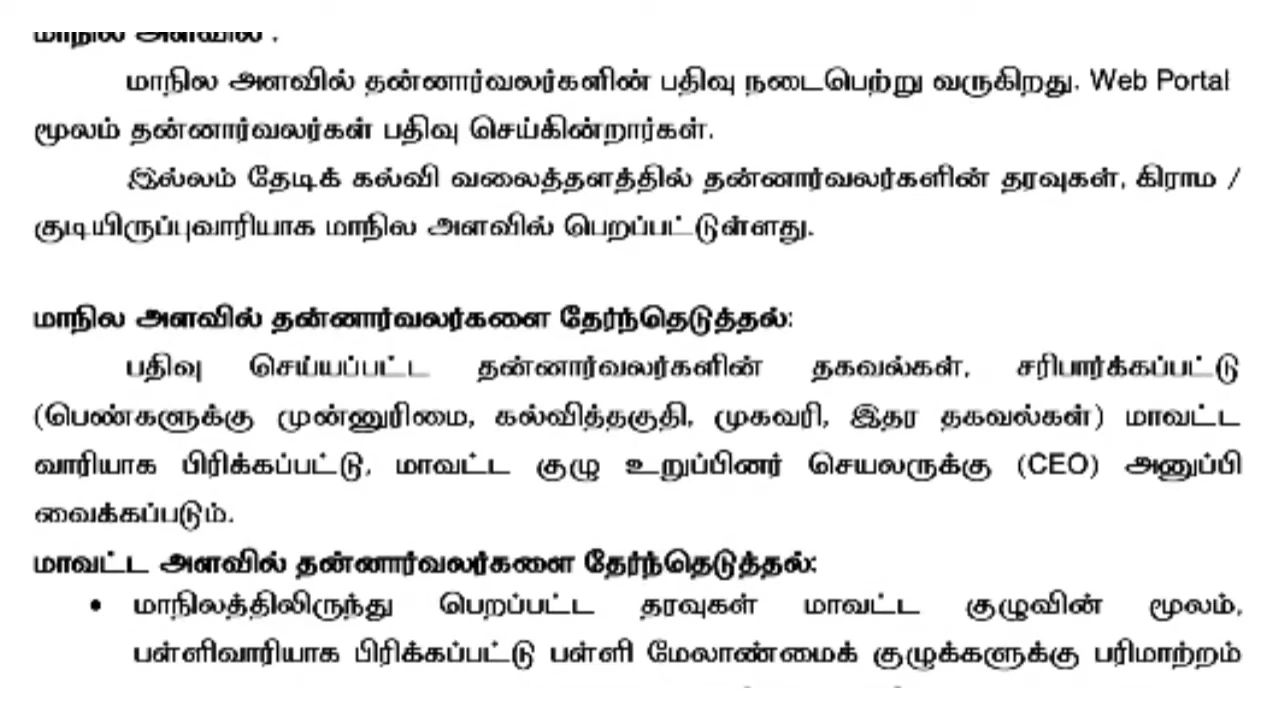 மாநில அளவில் :
மாநில அளவில் தன்னார்வலர்களின் பதிவு நடைபெற்று வருகிறது. Web Portal
மூலம் தன்னார்வலர்கள் பதிவு செய்கின்றார்கள்.
இல்லம் தேடிக் கல்வி வலைத்தளத்தில் தன்னார்வலர்களின் தரவுகள், கிராம /
குடியிருப்புவாரியாக மாநில அளவில் பெறப்பட்டுள்ளது.
மாநில அளவில் தன்னார்வலர்களை தேர்ந்தெடுத்தல்:
பதிவு செய்யப்பட்ட தன்னார்வலர்களின் தகவல்கள், சரிபார்க்கப்பட்டு
(பெண்களுக்கு முன்னுரிமை, கல்வித்தகுதி, முகவரி, இதர தகவல்கள்) மாவட்ட
வாரியாக பிரிக்கப்பட்டு, மாவட்ட குழு உறுப்பினர் செயலருக்கு (CEO) அனுப்பி
வைக்கப்படும்.
மாவட்ட அளவில் தன்னார்வலர்களை தேர்ந்தெடுத்தல்:
• மாநிலத்திலிருந்து பெறப்பட்ட தரவுகள் மாவட்ட குழுவின் மூலம்,
பள்ளிவாரியாக பிரிக்கப்பட்டு பள்ளி மேலாண்மைக் குழுக்களுக்கு பரிமாற்றம்